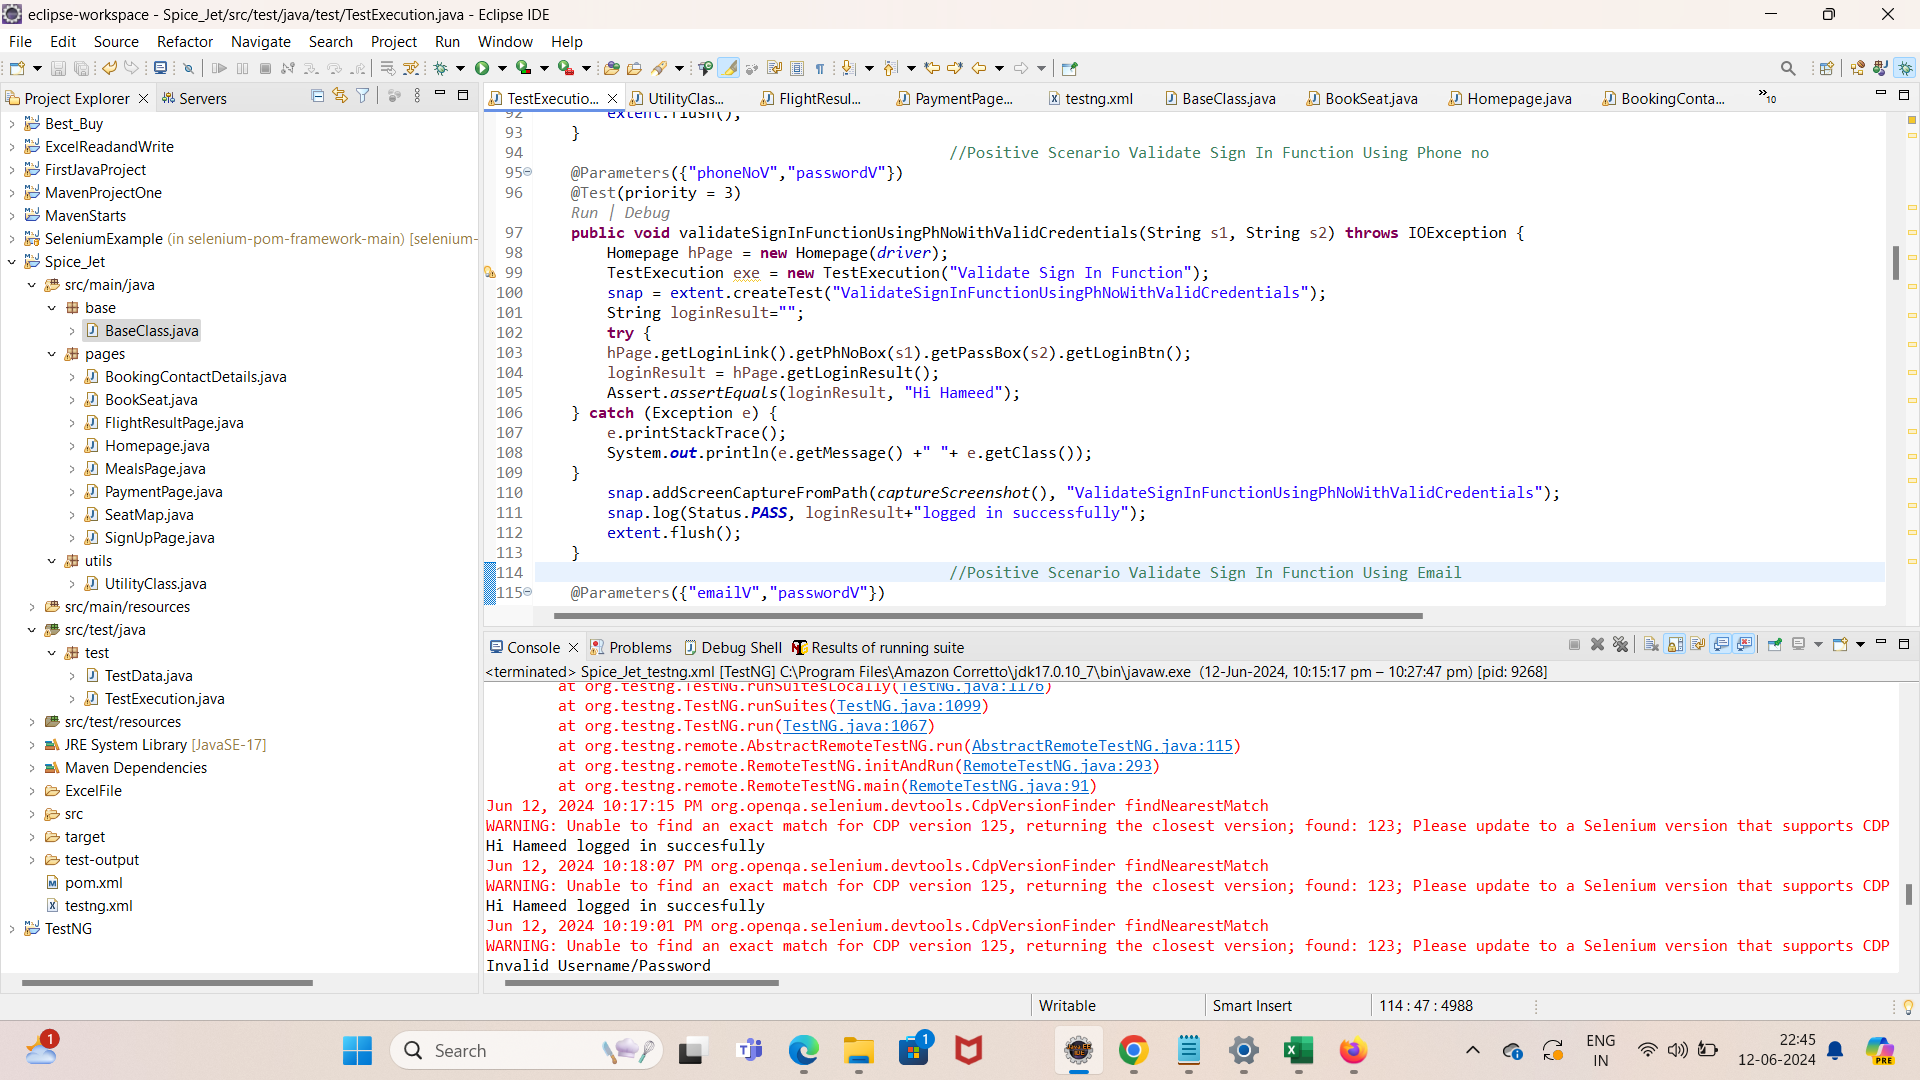 eclipse-workspace - Spice_Jet/src/test/java/test/TestExecution.java - Eclipse IDE
File Edit Source Refactor Navigate Search Project Run Window Help
Project Explorer Servers
TestExecutio... UtilityClas... FlightResul... PaymentPage... testng.xml BaseClass.java BookSeat.java Homepage.java BookingConta... »10
Best_Buy
ExcelReadandWrite
FirstJavaProject
MavenProjectOne
MavenStarts
SeleniumExample (in selenium-pom-framework-main) [selenium-
Spice_Jet
src/main/java
base
BaseClass.java
pages
BookingContactDetails.java
BookSeat.java
FlightResultPage.java
Homepage.java
MealsPage.java
PaymentPage.java
SeatMap.java
SignUpPage.java
utils
UtilityClass.java
src/main/resources
src/test/java
test
TestData.java
TestExecution.java
src/test/resources
JRE System Library [JavaSE-17]
Maven Dependencies
ExcelFile
src
target
test-output
pom.xml
testng.xml
TestNG
92 extent.flush();
93 }
94 //Positive Scenario Validate Sign In Function Using Phone no
95 @Parameters({"phoneNoV","passwordV"})
96 @Test(priority = 3)
Run | Debug
97 public void validateSignInFunctionUsingPhNoWithValidCredentials(String s1, String s2) throws IOException {
98 Homepage hPage = new Homepage(driver);
99 TestExecution exe = new TestExecution("Validate Sign In Function");
100 snap = extent.createTest("ValidateSignInFunctionUsingPhNoWithValidCredentials");
101 String loginResult="";
102 try {
103 hPage.getLoginLink().getPhNoBox(s1).getPassBox(s2).getLoginBtn();
104 loginResult = hPage.getLoginResult();
105 Assert.assertEquals(loginResult, "Hi Hameed");
106 } catch (Exception e) {
107 e.printStackTrace();
108 System.out.println(e.getMessage() +" "+ e.getClass());
109 }
110 snap.addScreenCaptureFromPath(captureScreenshot(), "ValidateSignInFunctionUsingPhNoWithValidCredentials");
111 snap.log(Status.PASS, loginResult+"logged in successfully");
112 extent.flush();
113 }
114 //Positive Scenario Validate Sign In Function Using Email
115 @Parameters({"emailV","passwordV"})
Console Problems Debug Shell Results of running suite
<terminated> Spice_Jet_testng.xml [TestNG] C:\Program Files\Amazon Corretto\jdk17.0.10_7\bin\javaw.exe (12-Jun-2024, 10:15:17 pm – 10:27:47 pm) [pid: 9268]
at org.testng.TestNG.runSuitesLocally(TestNG.java:1176)
at org.testng.TestNG.runSuites(TestNG.java:1099)
at org.testng.TestNG.run(TestNG.java:1067)
at org.testng.remote.AbstractRemoteTestNG.run(AbstractRemoteTestNG.java:115)
at org.testng.remote.RemoteTestNG.initAndRun(RemoteTestNG.java:293)
at org.testng.remote.RemoteTestNG.main(RemoteTestNG.java:91)
Jun 12, 2024 10:17:15 PM org.openqa.selenium.devtools.CdpVersionFinder findNearestMatch
WARNING: Unable to find an exact match for CDP version 125, returning the closest version; found: 123; Please update to a Selenium version that supports CDP
Hi Hameed logged in succesfully
Jun 12, 2024 10:18:07 PM org.openqa.selenium.devtools.CdpVersionFinder findNearestMatch
WARNING: Unable to find an exact match for CDP version 125, returning the closest version; found: 123; Please update to a Selenium version that supports CDP
Hi Hameed logged in succesfully
Jun 12, 2024 10:19:01 PM org.openqa.selenium.devtools.CdpVersionFinder findNearestMatch
WARNING: Unable to find an exact match for CDP version 125, returning the closest version; found: 123; Please update to a Selenium version that supports CDP
Invalid Username/Password
Writable Smart Insert 114 : 47 : 4988
1 Search 1 ENG IN 22:45 12-06-2024 PRE